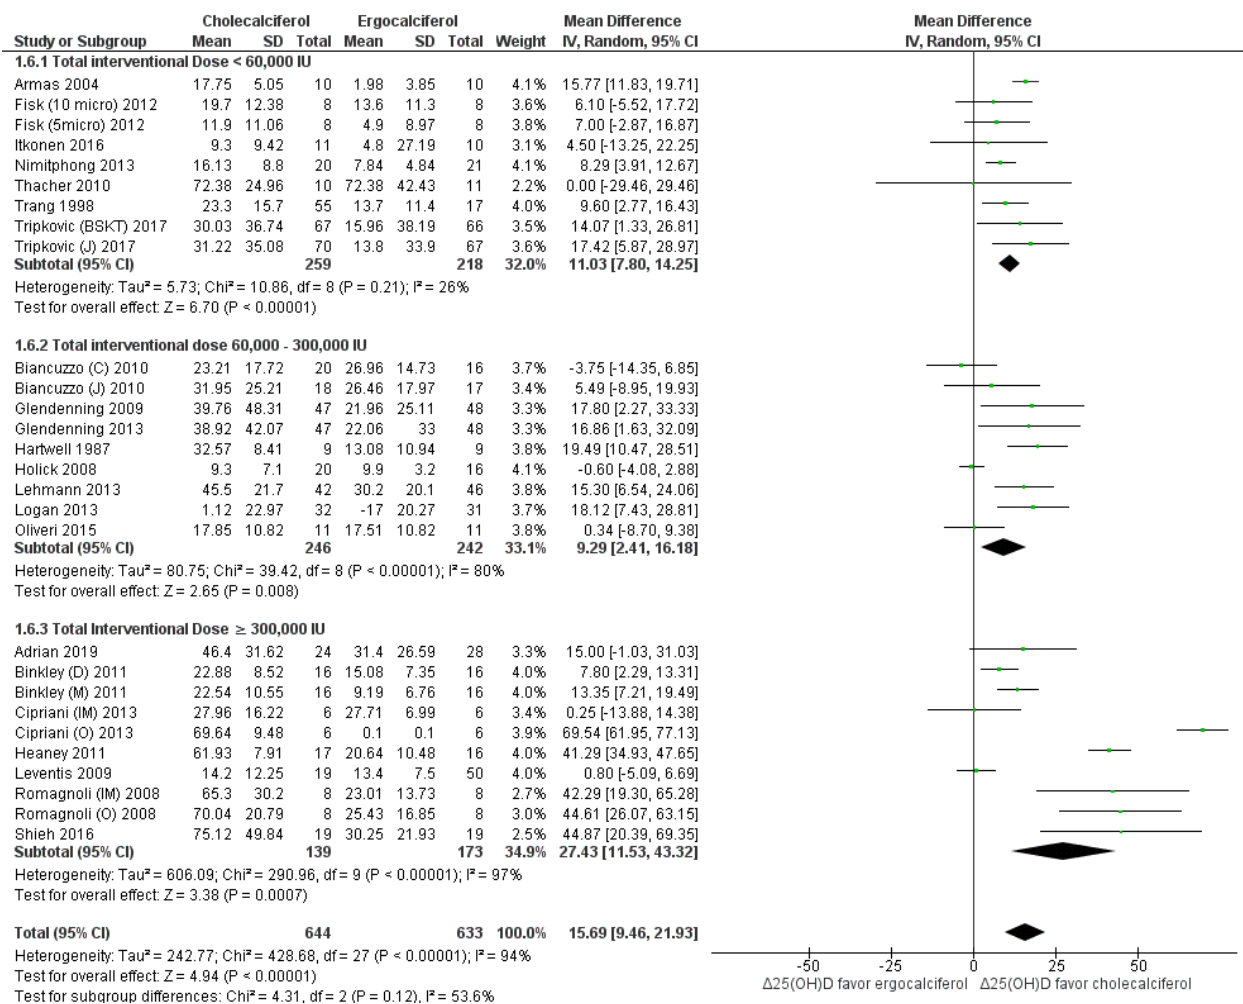 Cholecalciferol Ergocalciferol Mean Difference Mean Difference
Study or Subgroup Mean SD Total Mean SD Total Weight IV, Random, 95% CI IV, Random, 95% CI
1.6.1 Total interventional Dose < 60,000 IU
Armas 2004 17.75 5.05 10 1.98 3.85 10 4.1% 15.77 [11.83, 19.71]
Fisk (10 micro) 2012 19.7 12.38 8 13.6 11.3 8 3.6% 6.10 [-5.52, 17.72]
Fisk (5micro) 2012 11.9 11.06 8 4.9 8.97 8 3.8% 7.00 [-2.87, 16.87]
Itkonen 2016 9.3 9.42 11 4.8 27.19 10 3.1% 4.50 [-13.25, 22.25]
Nimitphong 2013 16.13 8.8 20 7.84 4.84 21 4.1% 8.29 [3.91, 12.67]
Thacher 2010 72.38 24.96 10 72.38 42.43 11 2.2% 0.00 [-29.46, 29.46]
Trang 1998 23.3 15.7 55 13.7 11.4 17 4.0% 9.60 [2.77, 16.43]
Tripkovic (BSKT) 2017 30.03 36.74 67 15.96 38.19 66 3.5% 14.07 [1.33, 26.81]
Tripkovic (J) 2017 31.22 35.08 70 13.8 33.9 67 3.6% 17.42 [5.87, 28.97]
Subtotal (95% CI) 259 218 32.0% 11.03 [7.80, 14.25]
Heterogeneity: Tau² = 5.73; Chi² = 10.86, df = 8 (P = 0.21); I² = 26%
Test for overall effect: Z = 6.70 (P < 0.00001)
1.6.2 Total interventional dose 60,000 - 300,000 IU
Biancuzzo (C) 2010 23.21 17.72 20 26.96 14.73 16 3.7% -3.75 [-14.35, 6.85]
Biancuzzo (J) 2010 31.95 25.21 18 26.46 17.97 17 3.4% 5.49 [-8.95, 19.93]
Glendenning 2009 39.76 48.31 47 21.96 25.11 48 3.3% 17.80 [2.27, 33.33]
Glendenning 2013 38.92 42.07 47 22.06 33 48 3.3% 16.86 [1.63, 32.09]
Hartwell 1987 32.57 8.41 9 13.08 10.94 9 3.8% 19.49 [10.47, 28.51]
Holick 2008 9.3 7.1 20 9.9 3.2 16 4.1% -0.60 [-4.08, 2.88]
Lehmann 2013 45.5 21.7 42 30.2 20.1 46 3.8% 15.30 [6.54, 24.06]
Logan 2013 1.12 22.97 32 -17 20.27 31 3.7% 18.12 [7.43, 28.81]
Oliveri 2015 17.85 10.82 11 17.51 10.82 11 3.8% 0.34 [-8.70, 9.38]
Subtotal (95% CI) 246 242 33.1% 9.29 [2.41, 16.18]
Heterogeneity: Tau² = 80.75; Chi² = 39.42, df = 8 (P < 0.00001); I² = 80%
Test for overall effect: Z = 2.65 (P = 0.008)
1.6.3 Total Interventional Dose ≥ 300,000 IU
Adrian 2019 46.4 31.62 24 31.4 26.59 28 3.3% 15.00 [-1.03, 31.03]
Binkley (D) 2011 22.88 8.52 16 15.08 7.35 16 4.0% 7.80 [2.29, 13.31]
Binkley (M) 2011 22.54 10.55 16 9.19 6.76 16 4.0% 13.35 [7.21, 19.49]
Cipriani (IM) 2013 27.96 16.22 6 27.71 6.99 6 3.4% 0.25 [-13.88, 14.38]
Cipriani (O) 2013 69.64 9.48 6 0.1 0.1 6 3.9% 69.54 [61.95, 77.13]
Heaney 2011 61.93 7.91 17 20.64 10.48 16 4.0% 41.29 [34.93, 47.65]
Leventis 2009 14.2 12.25 19 13.4 7.5 50 4.0% 0.80 [-5.09, 6.69]
Romagnoli (IM) 2008 65.3 30.2 8 23.01 13.73 8 2.7% 42.29 [19.30, 65.28]
Romagnoli (O) 2008 70.04 20.79 8 25.43 16.85 8 3.0% 44.61 [26.07, 63.15]
Shieh 2016 75.12 49.84 19 30.25 21.93 19 2.5% 44.87 [20.39, 69.35]
Subtotal (95% CI) 139 173 34.9% 27.43 [11.53, 43.32]
Heterogeneity: Tau² = 606.09; Chi² = 290.96, df = 9 (P < 0.00001); I² = 97%
Test for overall effect: Z = 3.38 (P = 0.0007)
Total (95% CI) 644 633 100.0% 15.69 [9.46, 21.93]
Heterogeneity: Tau² = 242.77; Chi² = 428.68, df = 27 (P < 0.00001); I² = 94%
Test for overall effect: Z = 4.94 (P < 0.00001)
Test for subgroup differences: Chi² = 4.31, df = 2 (P = 0.12), I² = 53.6%
-50 -25 0 25 50
Δ25(OH)D favor ergocalciferol Δ25(OH)D favor cholecalciferol